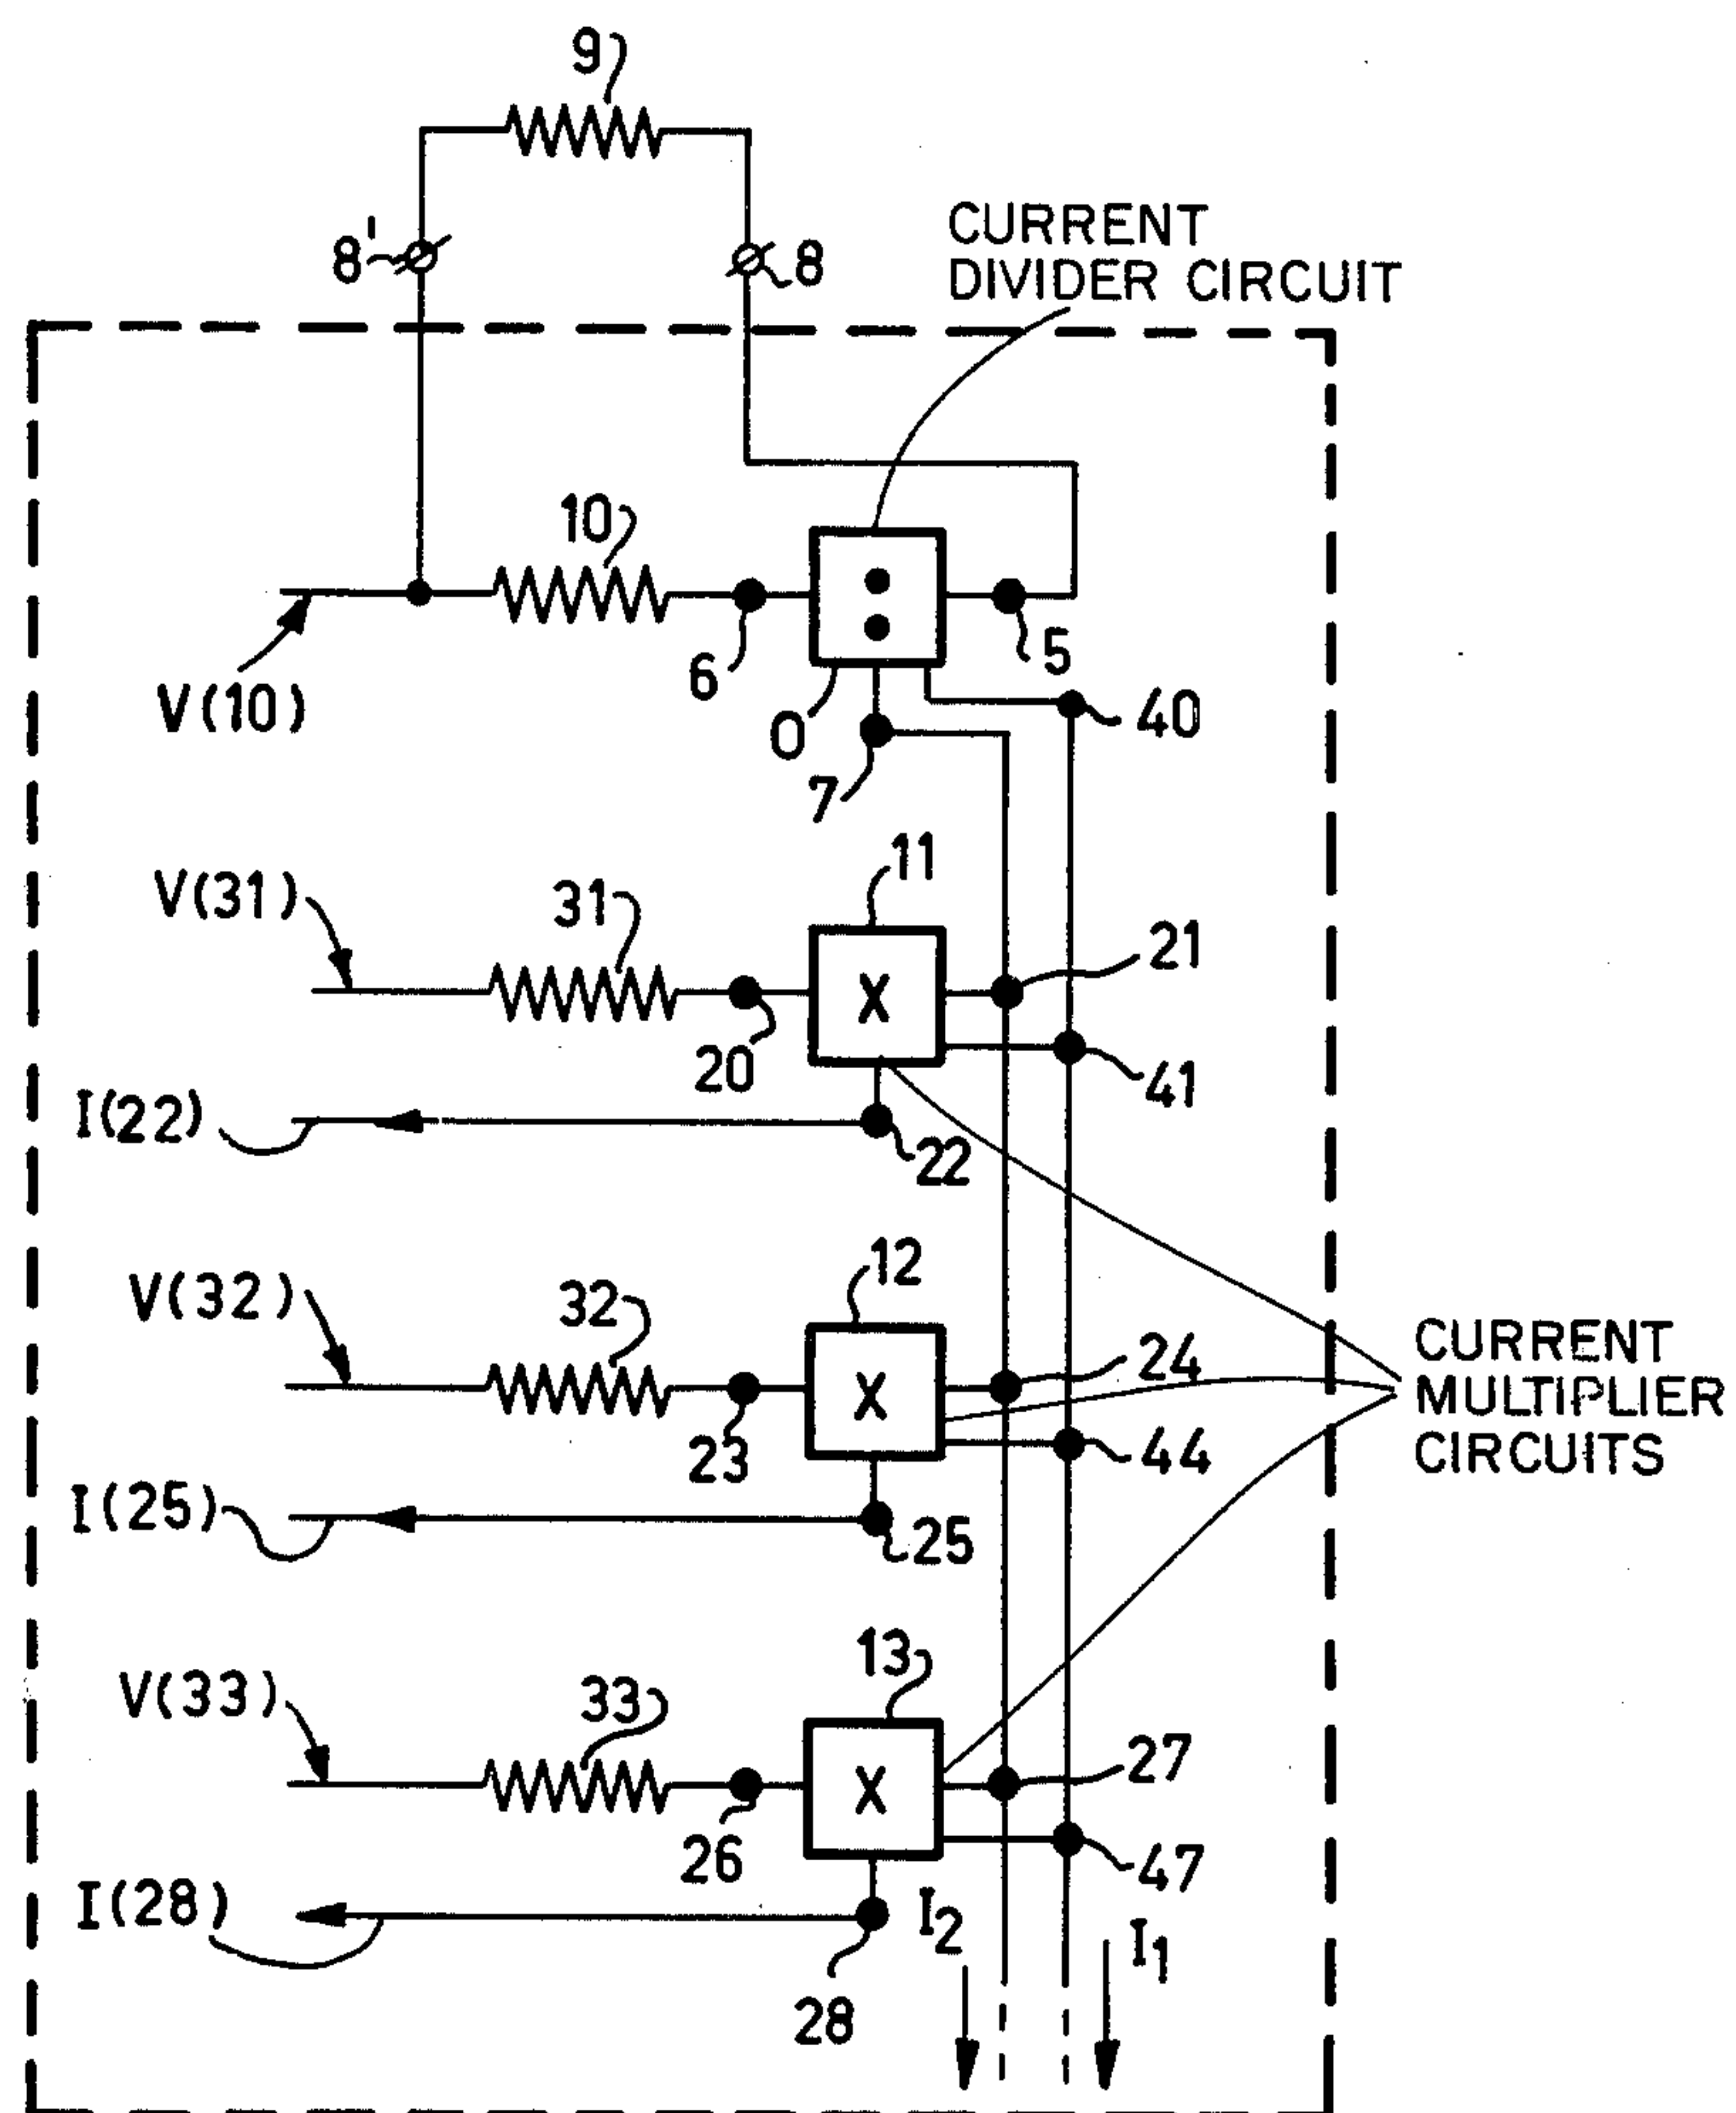 9
8'
8
CURRENT
DIVIDER CIRCUIT
10
V(10)
6
5
0
40
7
11
V(31)
31
21
X
20
41
I(22)
22
12
V(32)
32
24
X
23
44
CURRENT
MULTIPLIER
CIRCUITS
I(25)
25
13
V(33)
33
27
X
26
47
I(28)
I2
I1
28